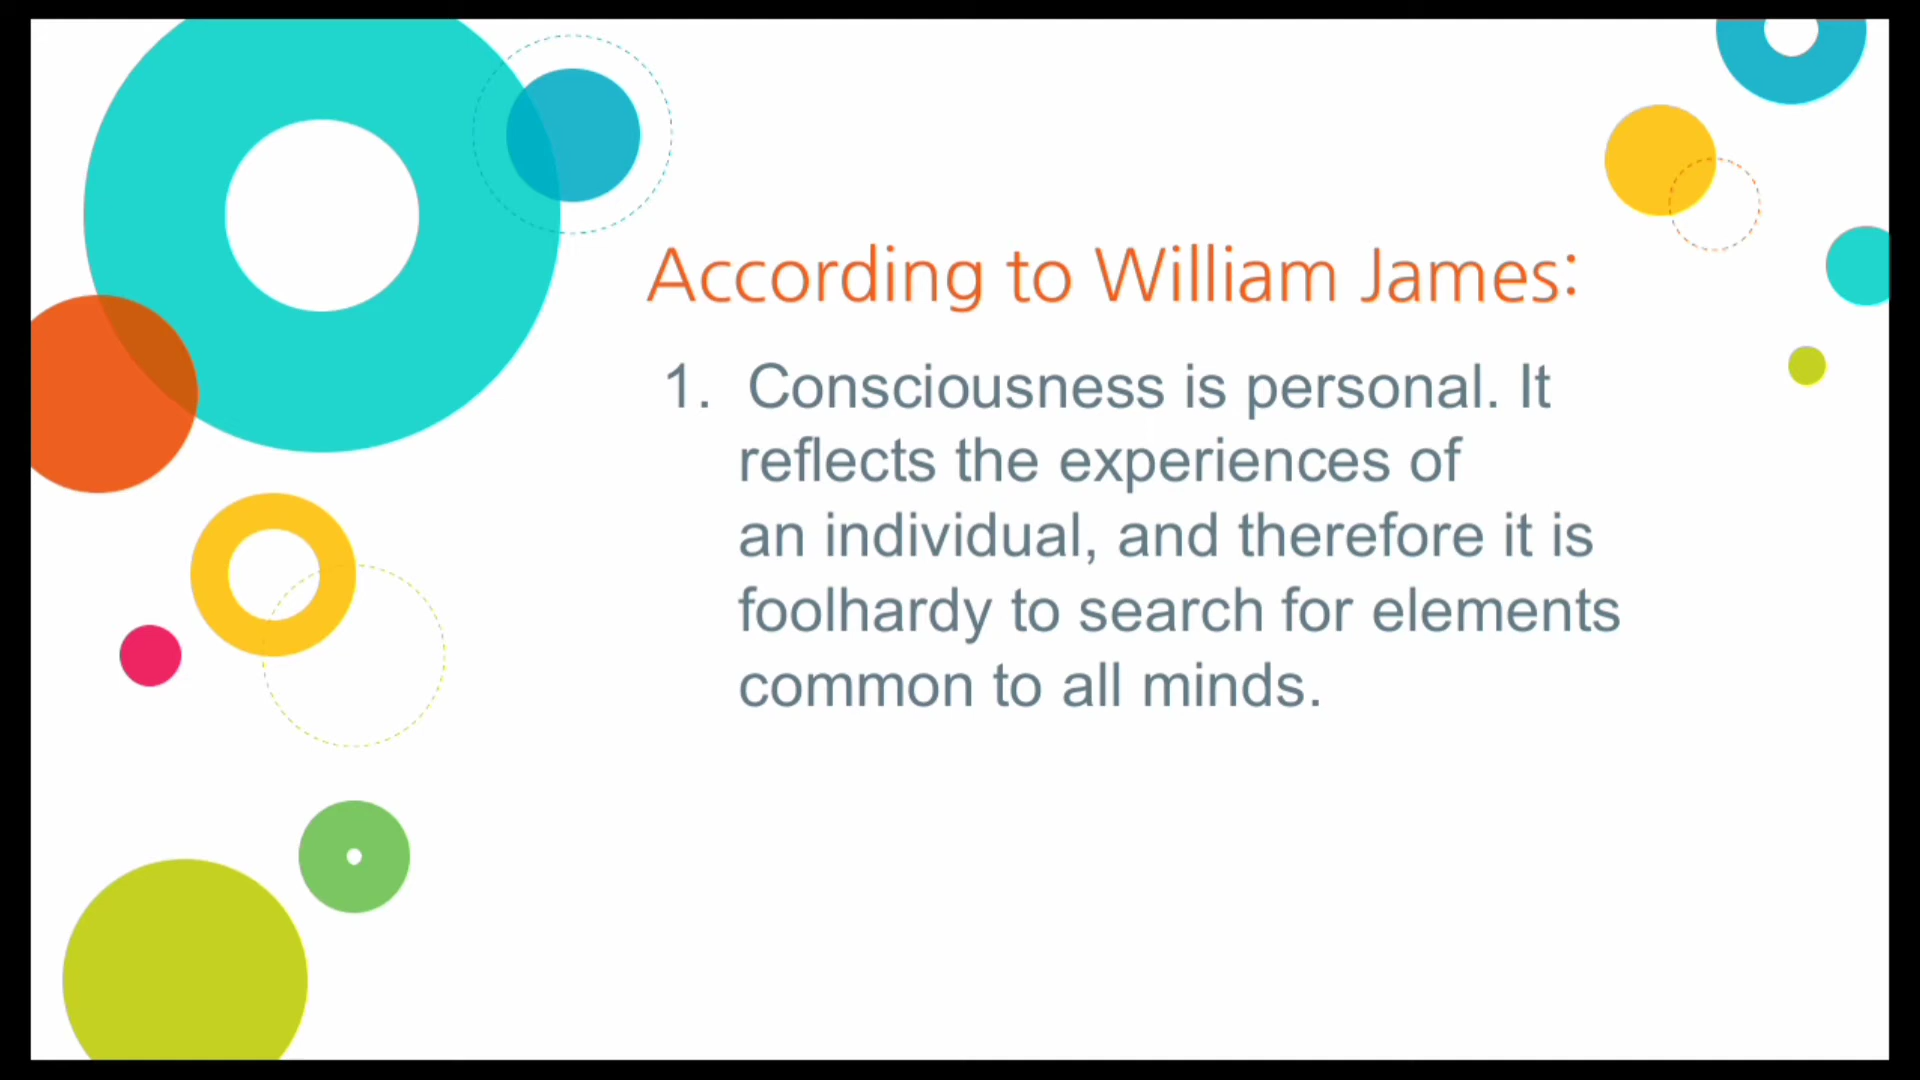 According to William James:
1. Consciousness is personal. It
reflects the experiences of
an individual, and therefore it is
foolhardy to search for elements
common to all minds.